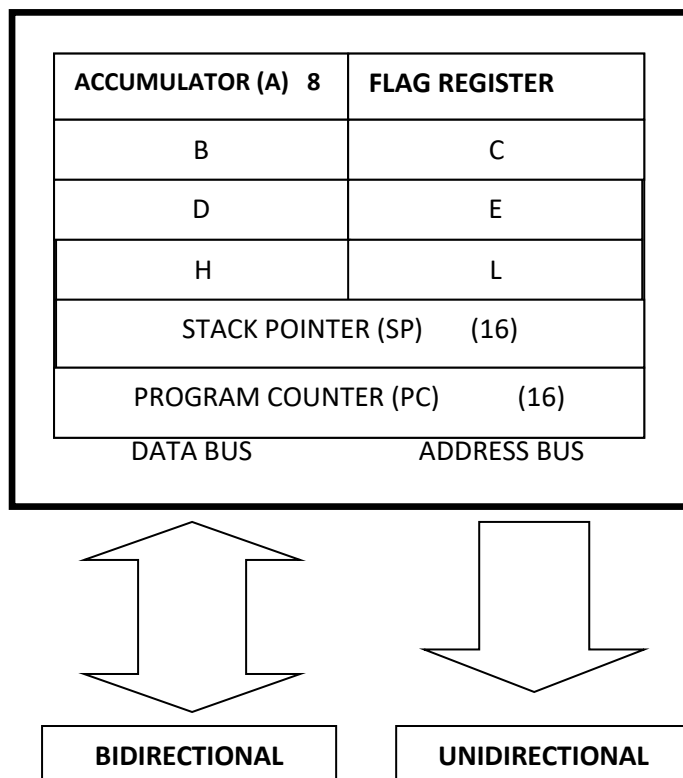 ACCUMULATOR (A) 8 FLAG REGISTER
B C
D E
H L
STACK POINTER (SP) (16)
PROGRAM COUNTER (PC) (16)
DATA BUS ADDRESS BUS
BIDIRECTIONAL UNIDIRECTIONAL